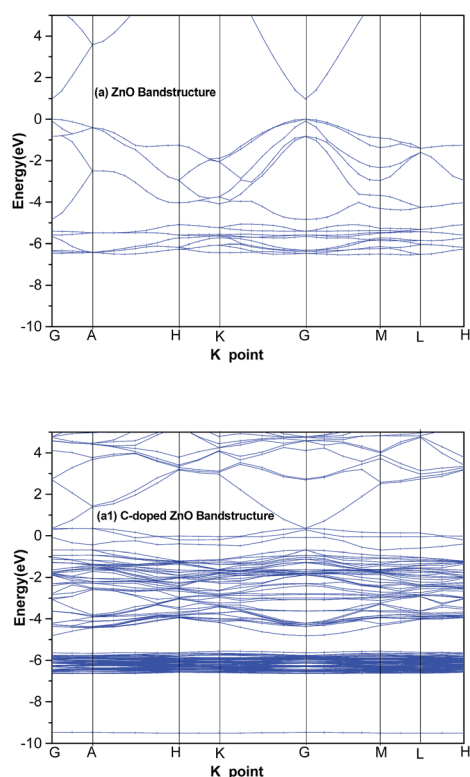 4
(a) ZnO Bandstructure
2
0
-2
-4
-6
-8
-10
Energy(eV)
G A H K G M L H
K point
4
2
(a1) C-doped ZnO Bandstructure
0
-2
-4
-6
-8
-10
Energy(eV)
G A H K G M L H
K point